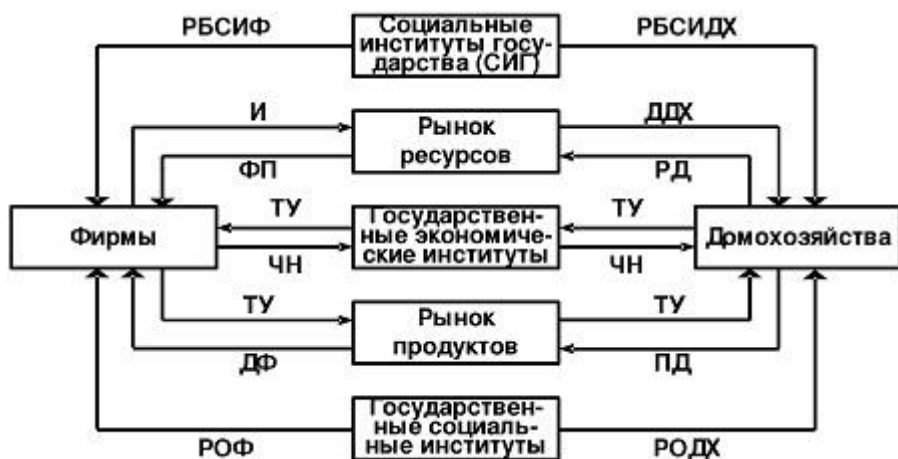 РБСИФ
Социальные
институты госу-
дарства (СИГ)
РБСИДХ
И
Рынок
ресурсов
ДДХ
ФП
РД
Фирмы
ТУ
Государствен-
ные экономиче-
ские институты
ТУ
Домохозяйства
ЧН
ЧН
ТУ
Рынок
продуктов
ТУ
ДФ
ПД
Государствен-
ные социаль-
ные институты
РОФ
РОДХ